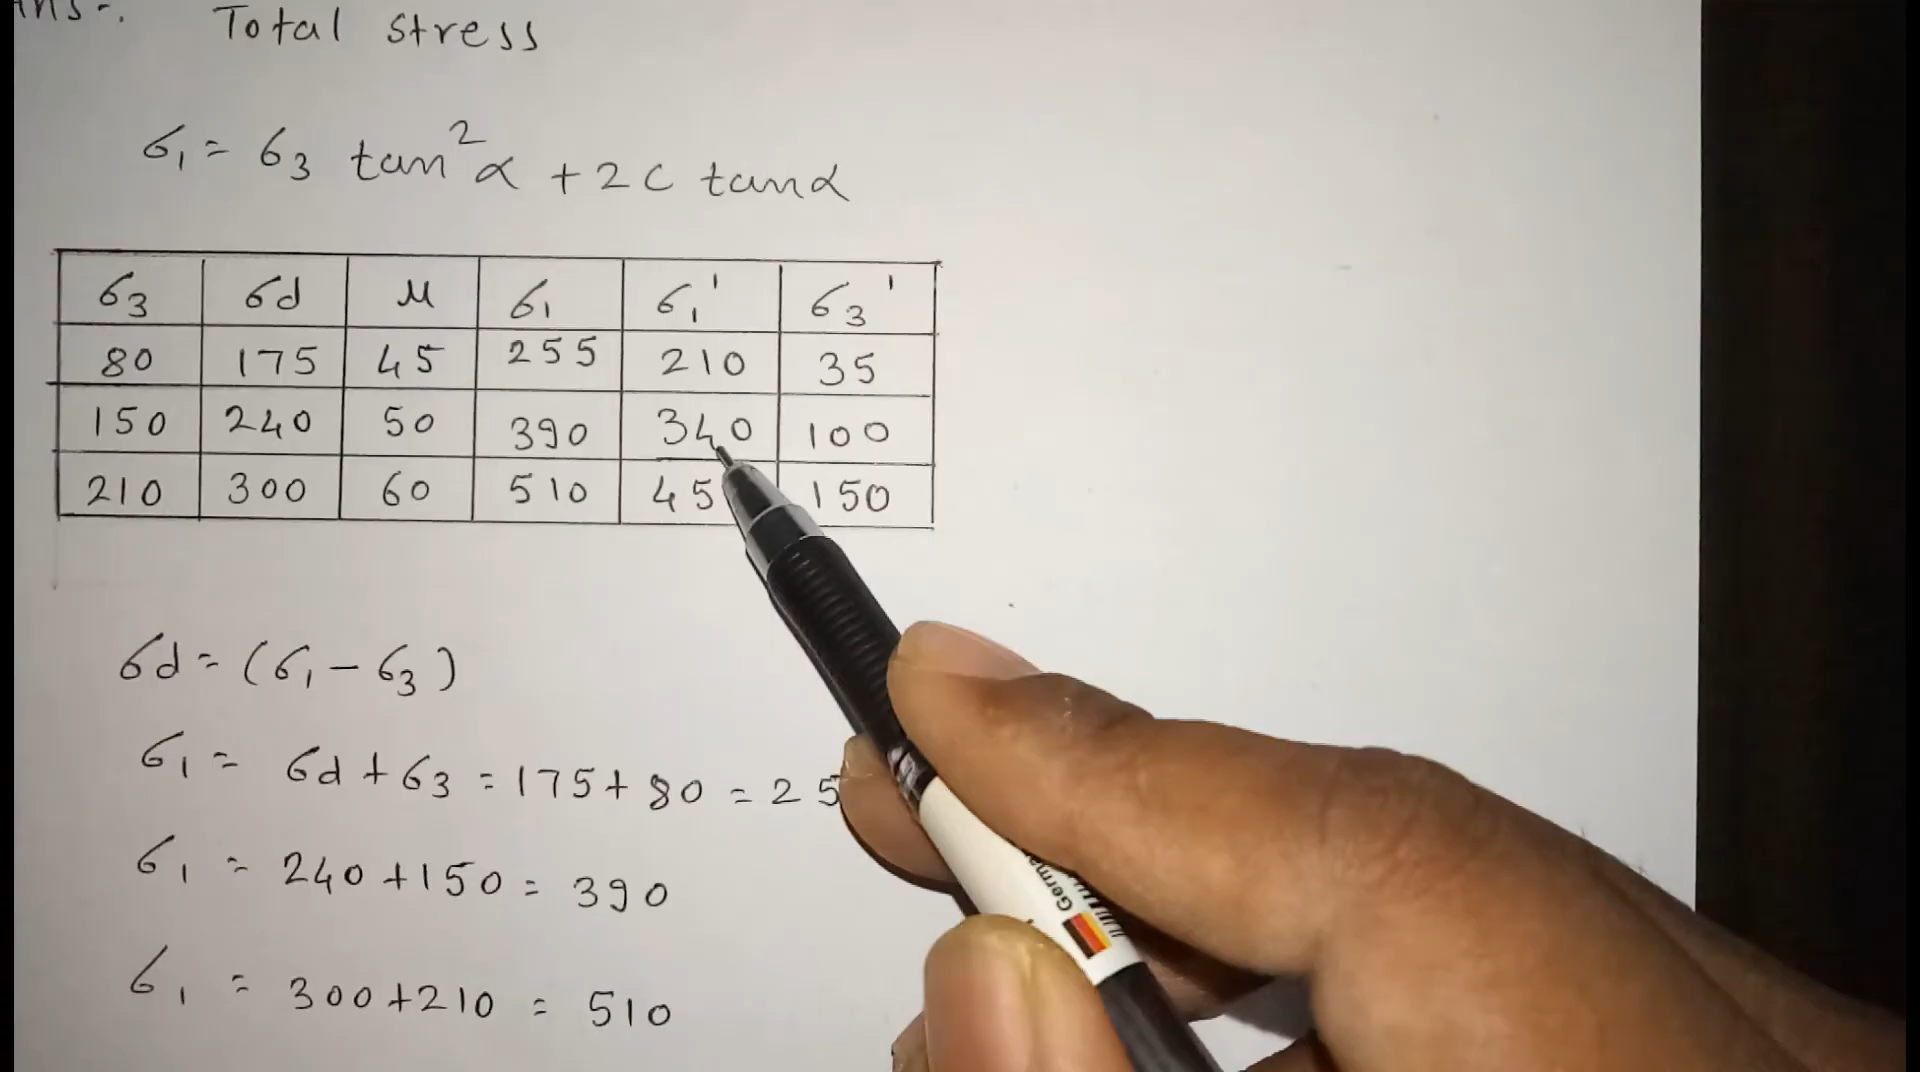 Total stress
σ₁ = σ₃ tan²α + 2c tanα
σ₃ σd μ σ₁ σ₁' σ₃'
80 175 45 255 210 35
150 240 50 390 340 100
210 300 60 510 45 150
σd = (σ₁ - σ₃)
σ₁ = σd + σ₃ = 175 + 80 = 25
σ₁ = 240 + 150 = 390
σ₁ = 300 + 210 = 510